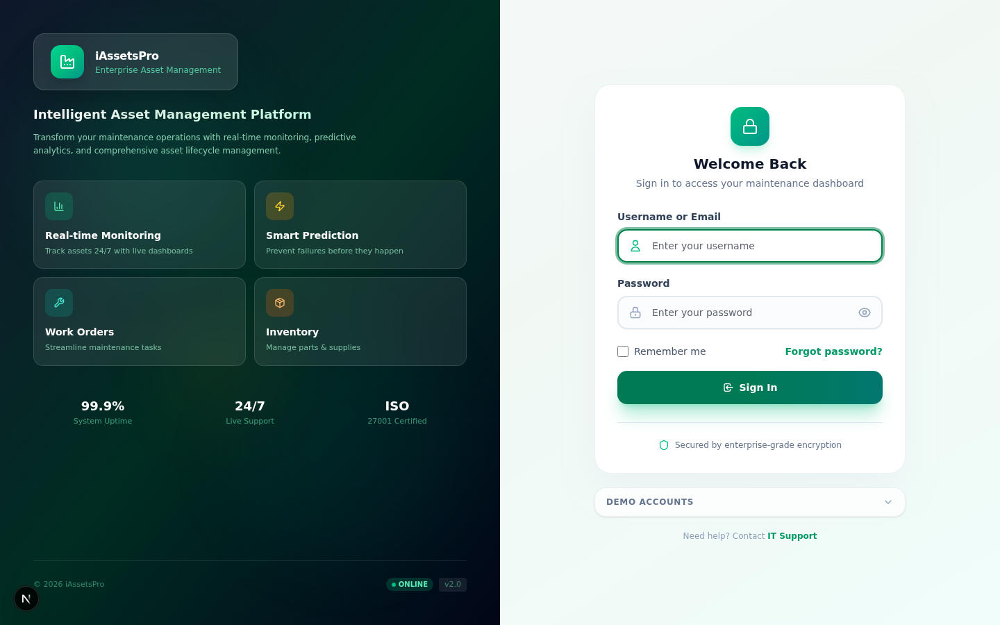 iAssetsPro
Enterprise Asset Management
Intelligent Asset Management Platform
Transform your maintenance operations with real-time monitoring, predictive
analytics, and comprehensive asset lifecycle management.
Real-time Monitoring
Track assets 24/7 with live dashboards
Smart Prediction
Prevent failures before they happen
Work Orders
Streamline maintenance tasks
Inventory
Manage parts & supplies
99.9%
System Uptime
24/7
Live Support
ISO
27001 Certified
© 2026 iAssetsPro
ONLINE
v2.0
N
Welcome Back
Sign in to access your maintenance dashboard
Username or Email
Enter your username
Password
Enter your password
Remember me
Forgot password?
Sign In
Secured by enterprise-grade encryption
DEMO ACCOUNTS
Need help? Contact IT Support